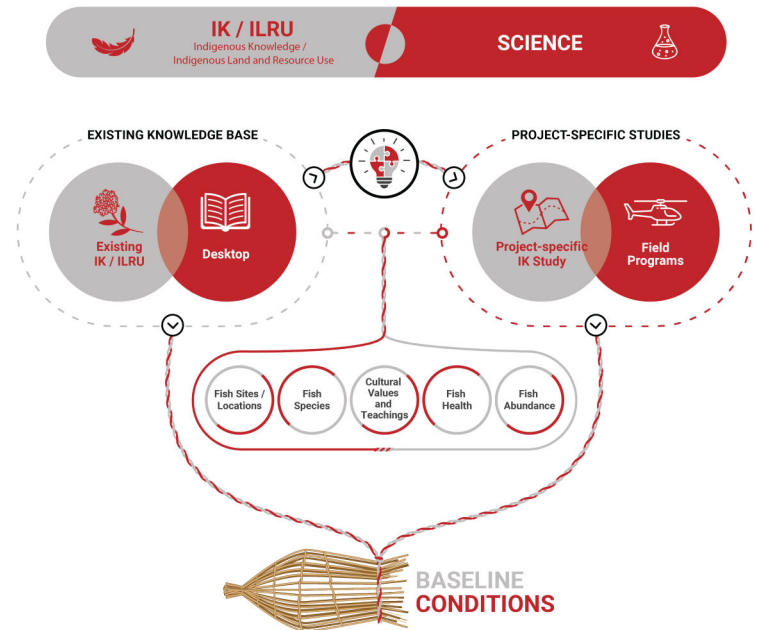 IK / ILRU
Indigenous Knowledge /
Indigenous Land and Resource Use
SCIENCE
EXISTING KNOWLEDGE BASE
PROJECT-SPECIFIC STUDIES
Existing
IK / ILRU
Desktop
Project-specific
IK Study
Field
Programs
Fish Sites /
Locations
Fish
Species
Cultural
Values
and
Teachings
Fish
Health
Fish
Abundance
BASELINE
CONDITIONS